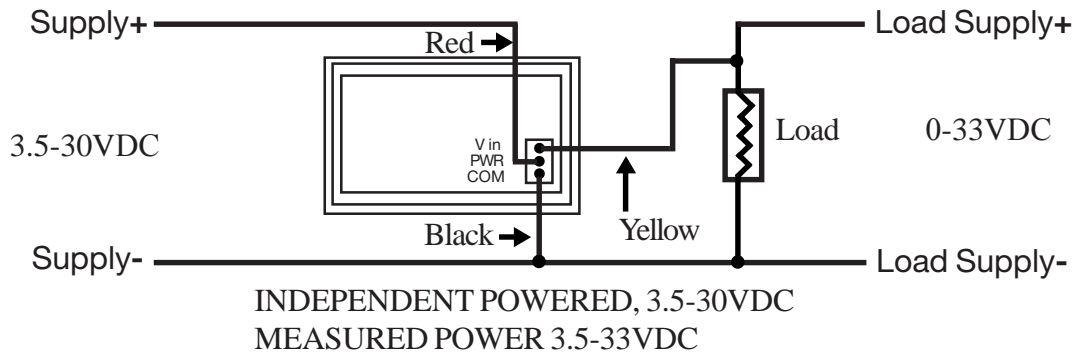 Supply+
Load Supply+
Red
3.5-30VDC
V in
PWR
COM
Load
0-33VDC
Black
Yellow
Supply-
Load Supply-
INDEPENDENT POWERED, 3.5-30VDC
MEASURED POWER 3.5-33VDC